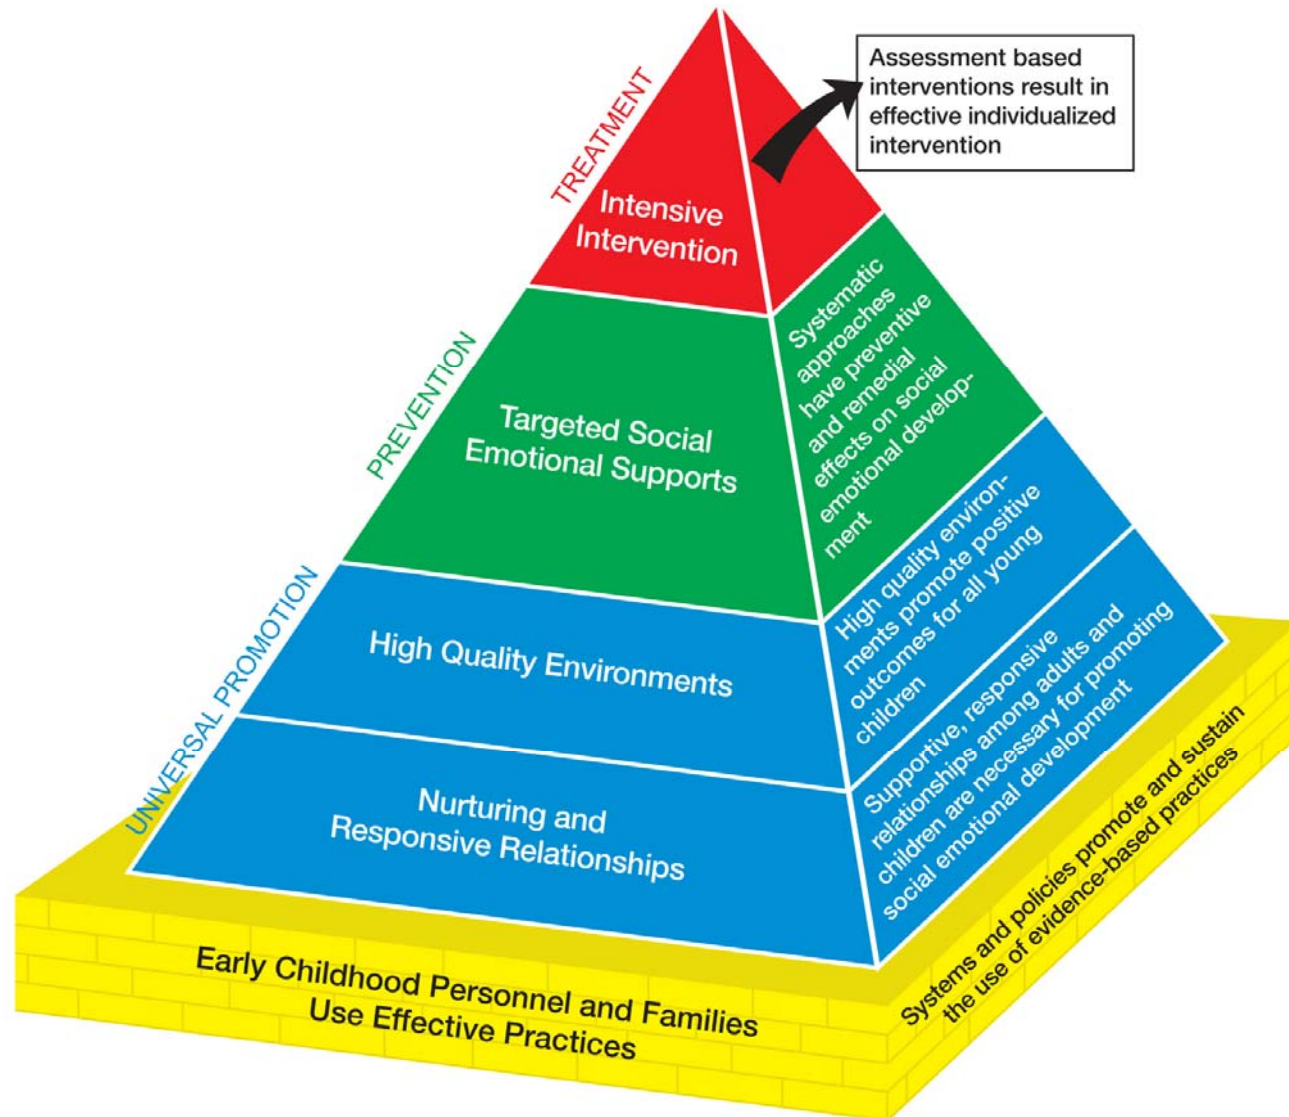 TREATMENT
Assessment based
interventions result in
effective individualized
intervention
Intensive
Intervention
PREVENTION
Targeted Social
Emotional Supports
Systematic
approaches
have preventive
and remedial
effects on social
emotional develop-
ment
UNIVERSAL PROMOTION
High Quality Environments
High quality environ-
ments promote positive
outcomes for all young
children
Nurturing and
Responsive Relationships
Supportive, responsive
relationships among adults and
children are necessary for promoting
social emotional development
Early Childhood Personnel and Families
Use Effective Practices
Systems and policies promote and sustain
the use of evidence-based practices